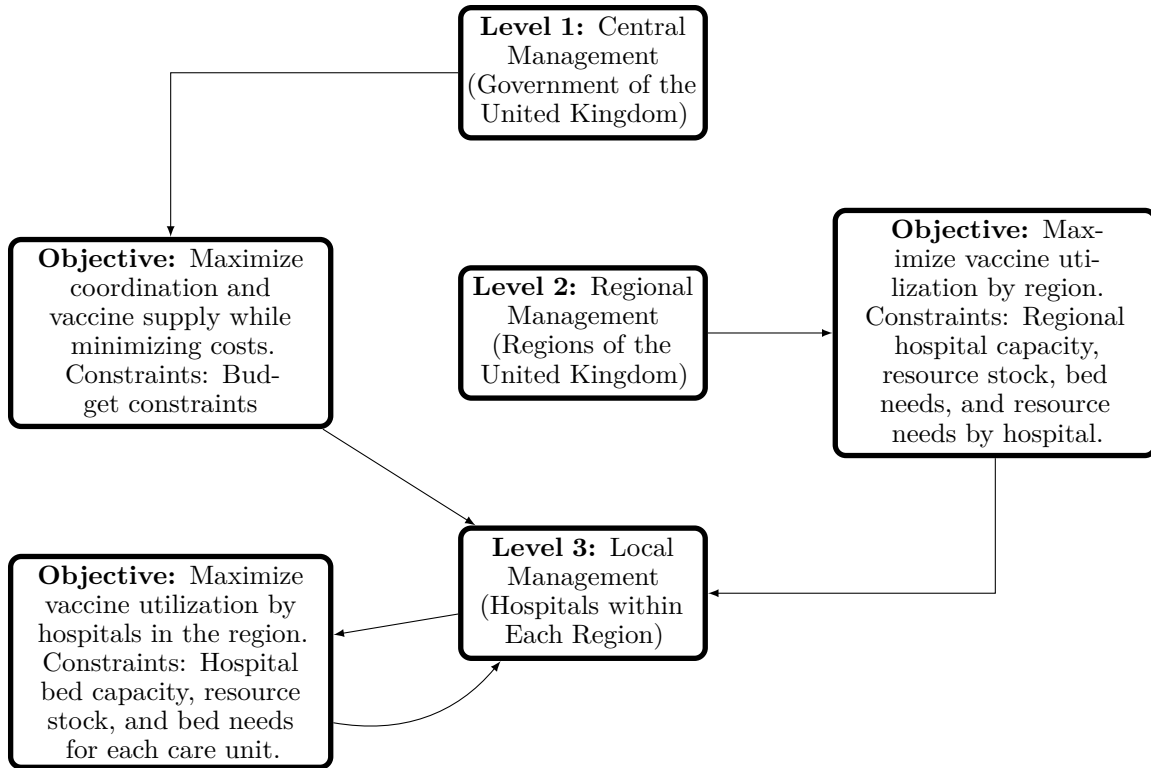 Level 1: Central
Management
(Government of the
United Kingdom)
Objective: Maximize
coordination and
vaccine supply while
minimizing costs.
Constraints: Bud-
get constraints
Level 2: Regional
Management
(Regions of the
United Kingdom)
Objective: Max-
imize vaccine uti-
lization by region.
Constraints: Regional
hospital capacity,
resource stock, bed
needs, and resource
needs by hospital.
Level 3: Local
Management
(Hospitals within
Each Region)
Objective: Maximize
vaccine utilization by
hospitals in the region.
Constraints: Hospital
bed capacity, resource
stock, and bed needs
for each care unit.